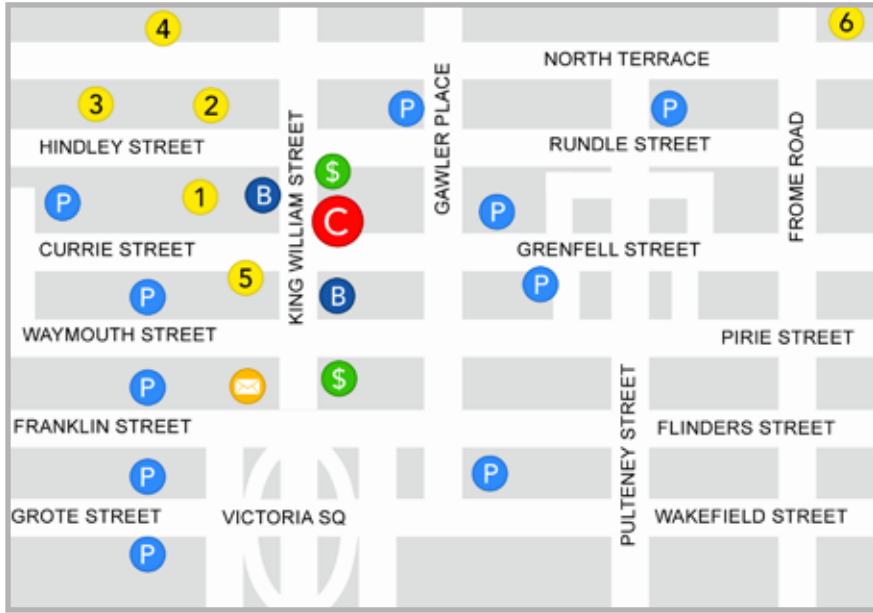 4
6
NORTH TERRACE
3
2
P
P
KING WILLIAM STREET
GAWLER PLACE
FROME ROAD
HINDLEY STREET
RUNDLE STREET
$
P
1
B
C
P
CURRIE STREET
GRENFELL STREET
5
P
B
P
WAYMOUTH STREET
PIRIE STREET
P
$
PULTENEY STREET
FRANKLIN STREET
FLINDERS STREET
P
P
GROTE STREET
VICTORIA SQ
WAKEFIELD STREET
P